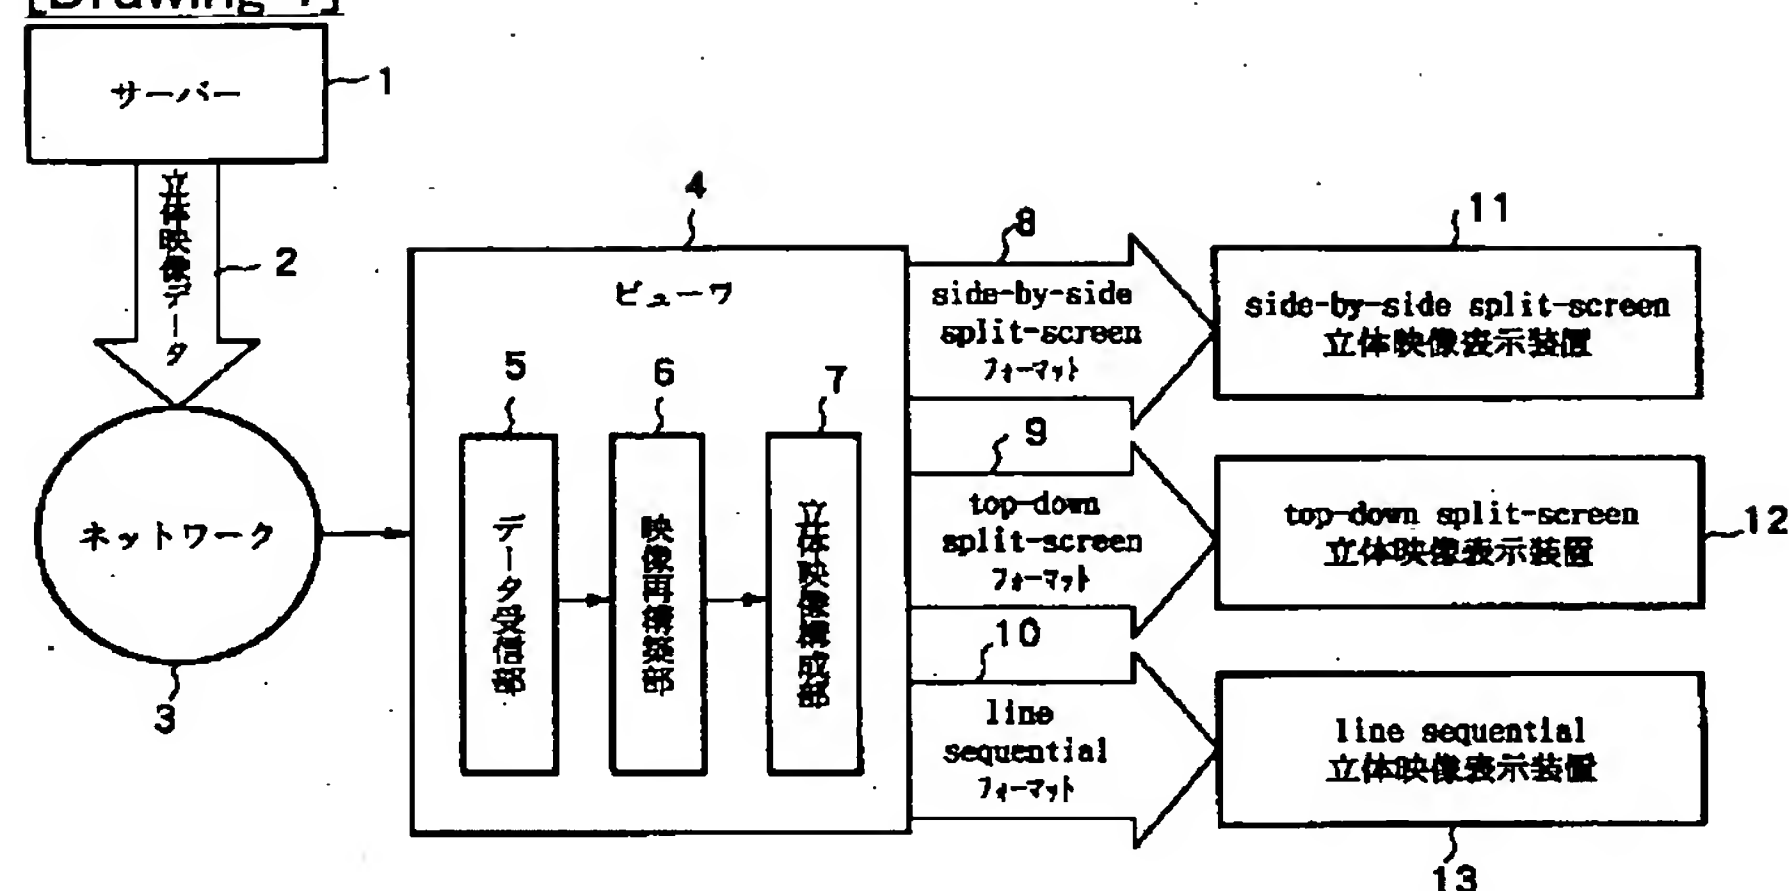 [Drawing 1]
サーバー
1
立体映像データ
2
ネットワーク
3
4
ビューワ
5
データ受信部
6
映像再構築部
7
立体映像構成部
8
side-by-side
split-screen
フォーマット
9
top-down
split-screen
フォーマット
10
line
sequential
フォーマット
11
side-by-side split-screen
立体映像表示装置
top-down split-screen
立体映像表示装置
12
line sequential
立体映像表示装置
13